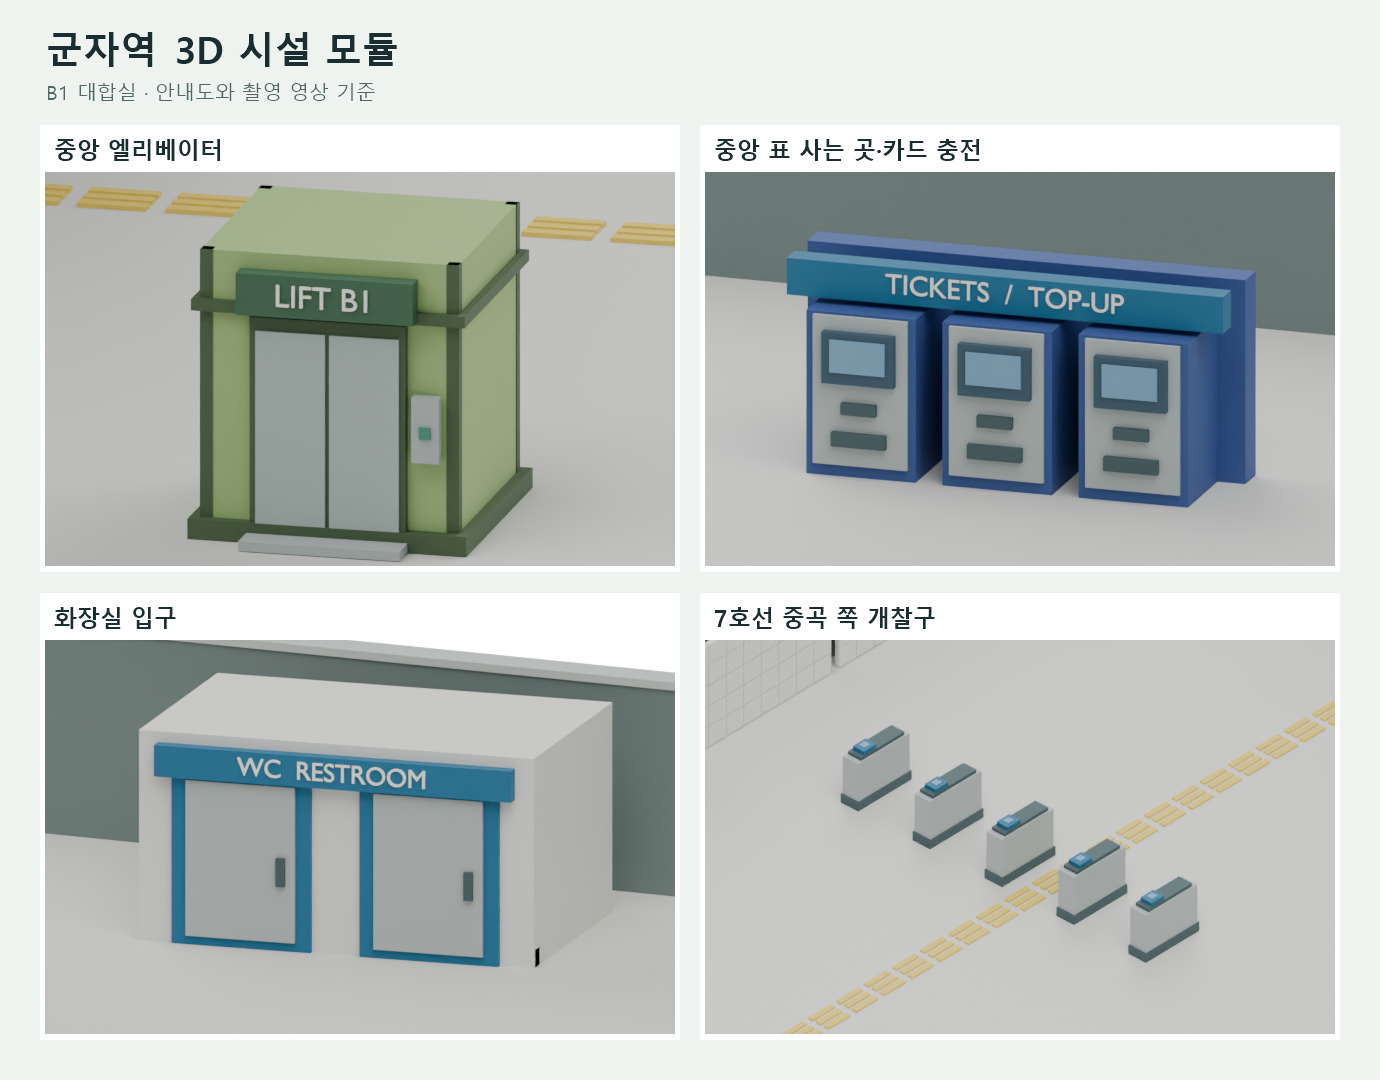 군자역 3D 시설 모듈
B1 대합실 · 안내도와 촬영 영상 기준
중앙 엘리베이터
중앙 표 사는 곳·카드 충전
LIFT B1
TICKETS / TOP-UP
화장실 입구
7호선 중곡 쪽 개찰구
WC RESTROOM